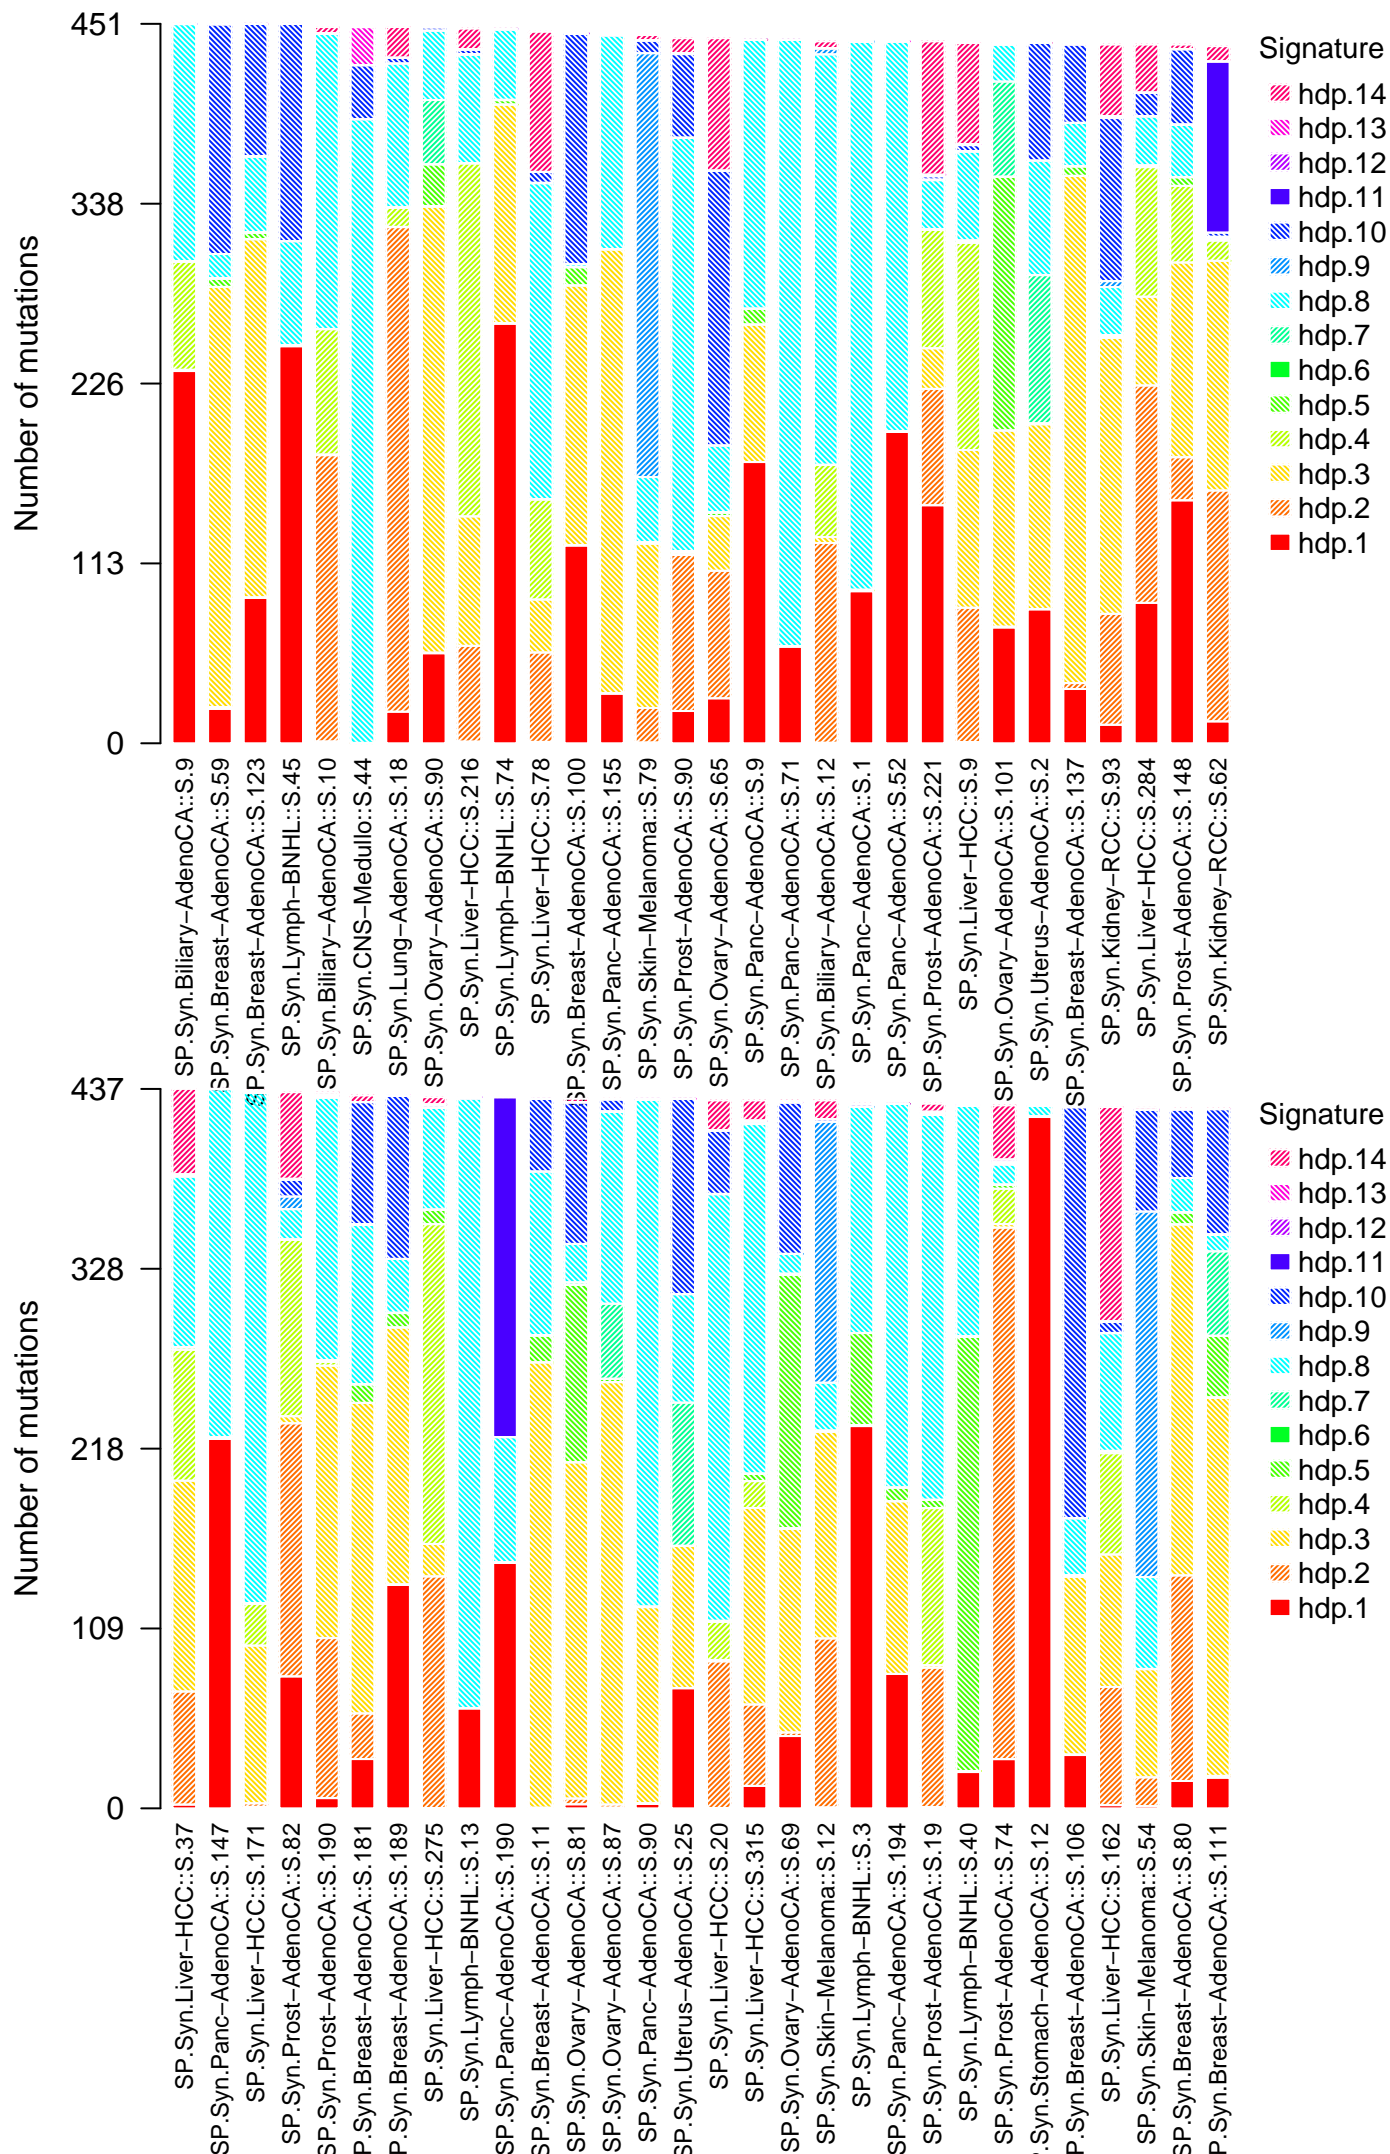 Number of mutations
451
338
226
113
0
Signature
hdp.14
hdp.13
hdp.12
hdp.11
hdp.10
hdp.9
hdp.8
hdp.7
hdp.6
hdp.5
hdp.4
hdp.3
hdp.2
hdp.1
SP.Syn.Biliary−AdenoCA::S.9
SP.Syn.Breast−AdenoCA::S.59
SP.Syn.Breast−AdenoCA::S.123
SP.Syn.Lymph−BNHL::S.45
SP.Syn.Biliary−AdenoCA::S.10
SP.Syn.CNS−Medullo::S.44
SP.Syn.Lung−AdenoCA::S.18
SP.Syn.Ovary−AdenoCA::S.90
SP.Syn.Liver−HCC::S.216
SP.Syn.Lymph−BNHL::S.74
SP.Syn.Liver−HCC::S.78
SP.Syn.Breast−AdenoCA::S.100
SP.Syn.Panc−AdenoCA::S.155
SP.Syn.Skin−Melanoma::S.79
SP.Syn.Prost−AdenoCA::S.90
SP.Syn.Ovary−AdenoCA::S.65
SP.Syn.Panc−AdenoCA::S.9
SP.Syn.Panc−AdenoCA::S.71
SP.Syn.Biliary−AdenoCA::S.12
SP.Syn.Panc−AdenoCA::S.1
SP.Syn.Panc−AdenoCA::S.52
SP.Syn.Prost−AdenoCA::S.221
SP.Syn.Liver−HCC::S.9
SP.Syn.Ovary−AdenoCA::S.101
SP.Syn.Uterus−AdenoCA::S.2
SP.Syn.Breast−AdenoCA::S.137
SP.Syn.Kidney−RCC::S.93
SP.Syn.Liver−HCC::S.284
SP.Syn.Prost−AdenoCA::S.148
SP.Syn.Kidney−RCC::S.62
Number of mutations
437
328
218
109
0
Signature
hdp.14
hdp.13
hdp.12
hdp.11
hdp.10
hdp.9
hdp.8
hdp.7
hdp.6
hdp.5
hdp.4
hdp.3
hdp.2
hdp.1
SP.Syn.Liver−HCC::S.37
SP.Syn.Panc−AdenoCA::S.147
SP.Syn.Liver−HCC::S.171
SP.Syn.Prost−AdenoCA::S.82
SP.Syn.Prost−AdenoCA::S.190
P.Syn.Breast−AdenoCA::S.181
P.Syn.Breast−AdenoCA::S.189
SP.Syn.Liver−HCC::S.275
SP.Syn.Lymph−BNHL::S.13
SP.Syn.Panc−AdenoCA::S.190
SP.Syn.Breast−AdenoCA::S.11
SP.Syn.Ovary−AdenoCA::S.81
SP.Syn.Ovary−AdenoCA::S.87
SP.Syn.Panc−AdenoCA::S.90
SP.Syn.Uterus−AdenoCA::S.25
SP.Syn.Liver−HCC::S.20
SP.Syn.Liver−HCC::S.315
SP.Syn.Ovary−AdenoCA::S.69
SP.Syn.Skin−Melanoma::S.12
SP.Syn.Lymph−BNHL::S.3
SP.Syn.Panc−AdenoCA::S.194
SP.Syn.Prost−AdenoCA::S.19
SP.Syn.Lymph−BNHL::S.40
SP.Syn.Prost−AdenoCA::S.74
P.Syn.Stomach−AdenoCA::S.12
P.Syn.Breast−AdenoCA::S.106
SP.Syn.Liver−HCC::S.162
SP.Syn.Skin−Melanoma::S.54
SP.Syn.Breast−AdenoCA::S.80
P.Syn.Breast−AdenoCA::S.111